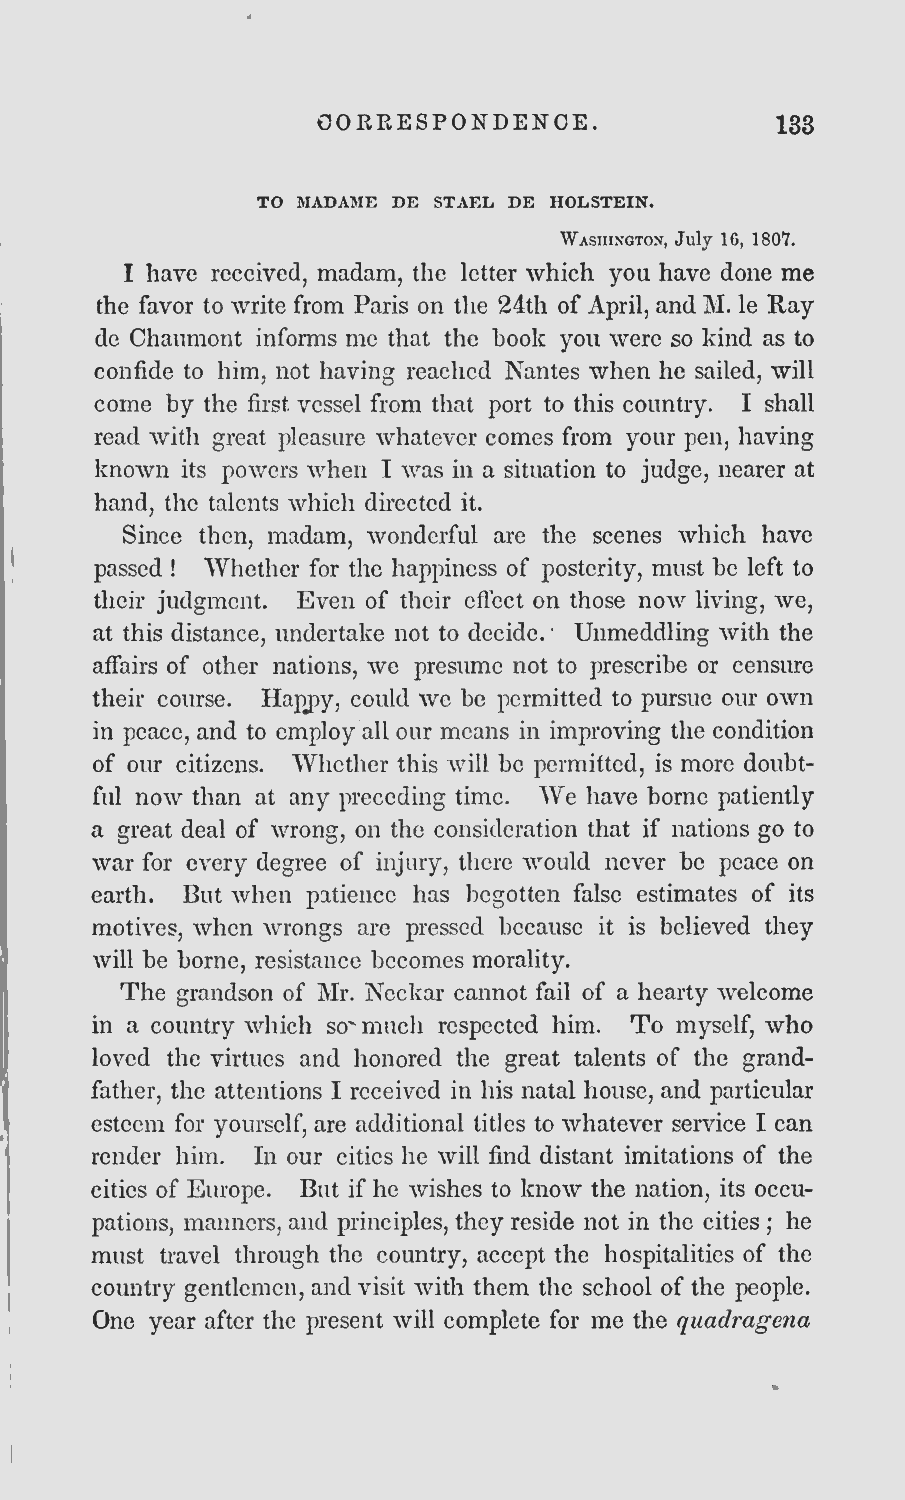 CORRESPONDENCE. 133
TO MADAME DE STAEL DE HOLSTEIN.
WASHINGTON, July 16, 1807.
I have received, madam, the letter which you have done me
the favor to write from Paris on the 24th of April, and M. le Ray
de Chaumont informs me that the book you were so kind as to
confide to him, not having reached Nantes when he sailed, will
come by the first vessel from that port to this country. I shall
read with great pleasure whatever comes from your pen, having
known its powers when I was in a situation to judge, nearer at
hand, the talents which directed it.
Since then, madam, wonderful are the scenes which have
passed! Whether for the happiness of posterity, must be left to
their judgment. Even of their effect on those now living, we,
at this distance, undertake not to decide. Unmeddling with the
affairs of other nations, we presume not to prescribe or censure
their course. Happy, could we be permitted to pursue our own
in peace, and to employ all our means in improving the condition
of our citizens. Whether this will be permitted, is more doubt-
ful now than at any preceding time. We have borne patiently
a great deal of wrong, on the consideration that if nations go to
war for every degree of injury, there would never be peace on
earth. But when patience has begotten false estimates of its
motives, when wrongs are pressed because it is believed they
will be borne, resistance becomes morality.
The grandson of Mr. Neckar cannot fail of a hearty welcome
in a country which so much respected him. To myself, who
loved the virtues and honored the great talents of the grand-
father, the attentions I received in his natal house, and particular
esteem for yourself, are additional titles to whatever service I can
render him. In our cities he will find distant imitations of the
cities of Europe. But if he wishes to know the nation, its occu-
pations, manners, and principles, they reside not in the cities; he
must travel through the country, accept the hospitalities of the
country gentlemen, and visit with them the school of the people.
One year after the present will complete for me the quadragena